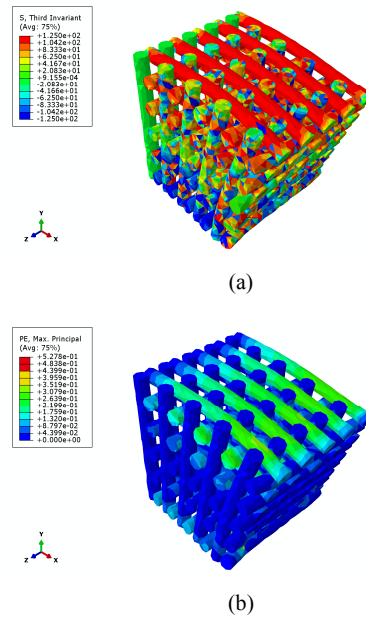 S, Third Invariant
(Avg: 75%)
+1.250e+02
+1.042e+02
+8.333e+01
+6.250e+01
+4.167e+01
+2.083e+01
+9.155e-04
-2.083e+01
-4.166e+01
-6.250e+01
-8.333e+01
-1.042e+02
-1.250e+02
Y
Z X
(a)
PE, Max. Principal
(Avg: 75%)
+5.278e-01
+4.838e-01
+4.399e-01
+3.959e-01
+3.519e-01
+3.079e-01
+2.639e-01
+2.199e-01
+1.759e-01
+1.320e-01
+8.797e-02
+4.399e-02
+0.000e+00
Y
Z X
(b)